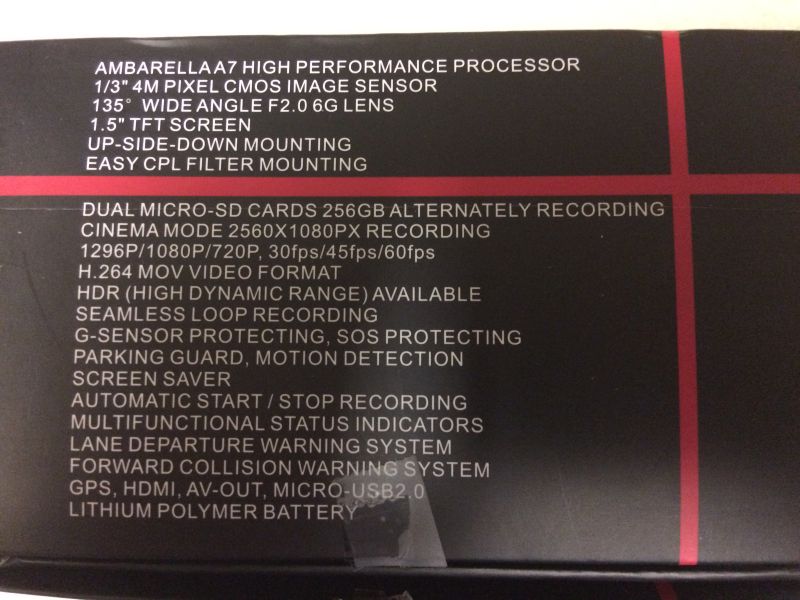 AMBARELLA A7 HIGH PERFORMANCE PROCESSOR
1/3" 4M PIXEL CMOS IMAGE SENSOR
135° WIDE ANGLE F2.0 6G LENS
1.5" TFT SCREEN
UP-SIDE-DOWN MOUNTING
EASY CPL FILTER MOUNTING
DUAL MICRO-SD CARDS 256GB ALTERNATELY RECORDING
CINEMA MODE 2560X1080PX RECORDING
1296P/1080P/720P, 30fps/45fps/60fps
H.264 MOV VIDEO FORMAT
HDR (HIGH DYNAMIC RANGE) AVAILABLE
SEAMLESS LOOP RECORDING
G-SENSOR PROTECTING, SOS PROTECTING
PARKING GUARD, MOTION DETECTION
SCREEN SAVER
AUTOMATIC START / STOP RECORDING
MULTIFUNCTIONAL STATUS INDICATORS
LANE DEPARTURE WARNING SYSTEM
FORWARD COLLISION WARNING SYSTEM
GPS, HDMI, AV-OUT, MICRO-USB2.0
LITHIUM POLYMER BATTERY